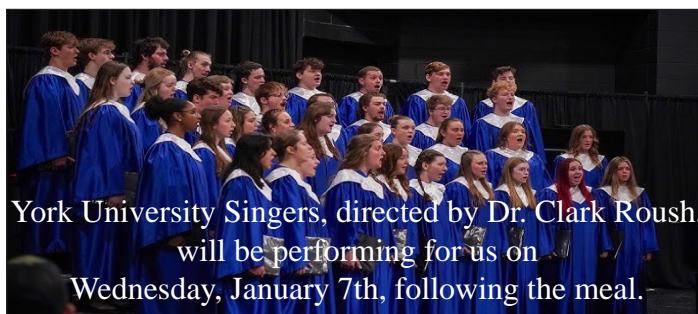 York University Singers, directed by Dr. Clark Roush,
will be performing for us on
Wednesday, January 7th, following the meal.